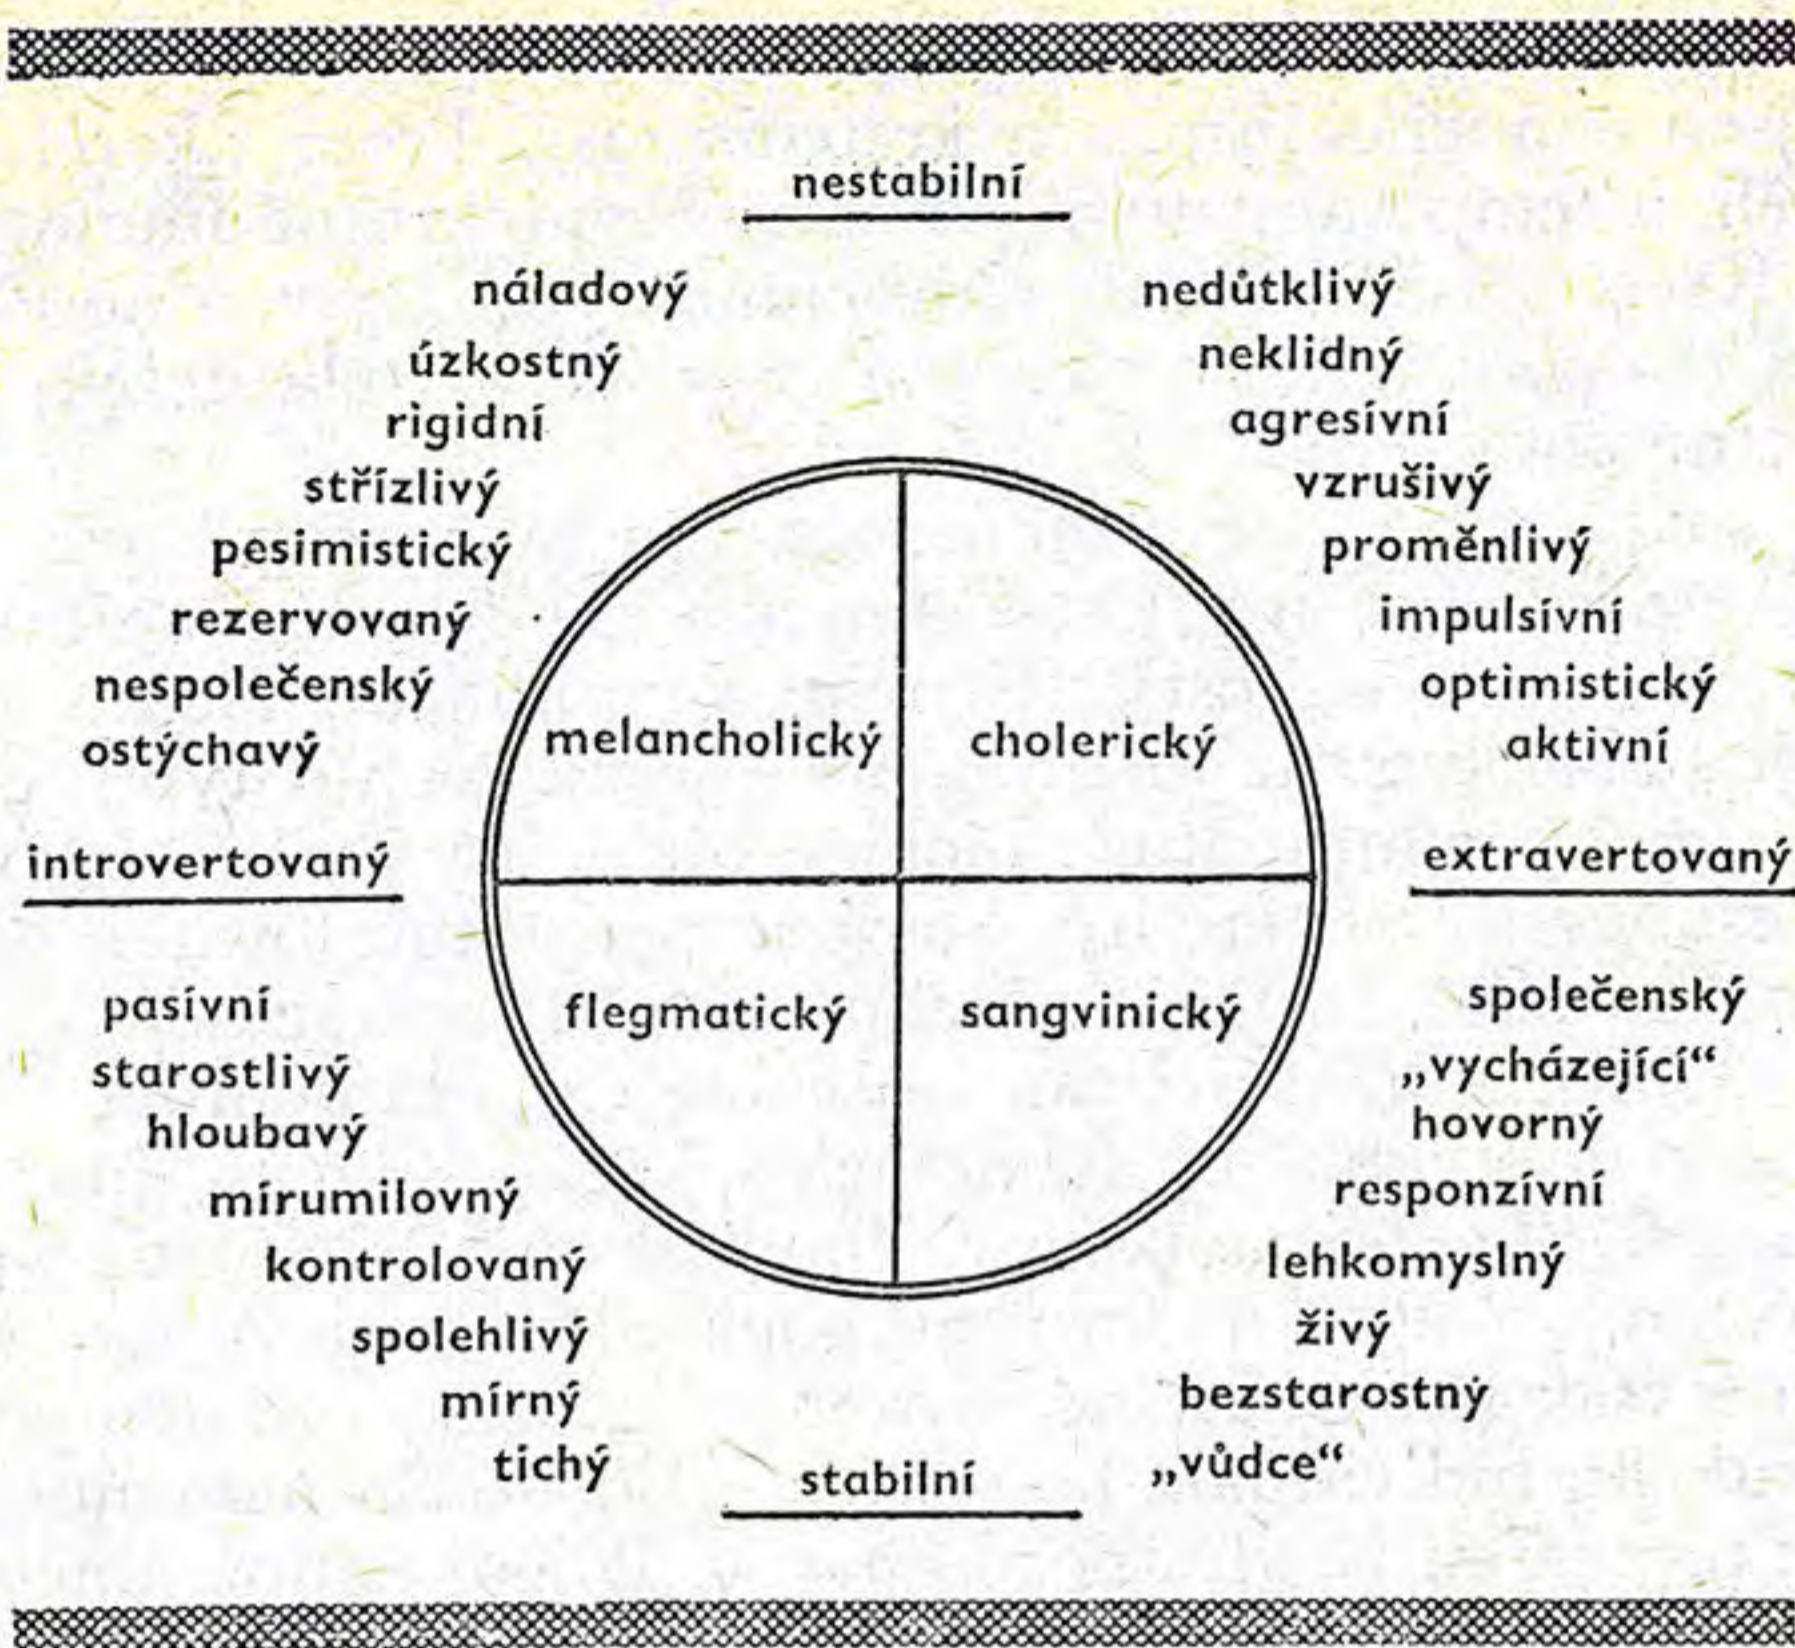 nestabilní
náladový
úzkostný
rigidní
střízlivý
pesimistický
rezervovaný
nespolečenský
ostýchavý
nedůtklivý
neklidný
agresívní
vzrušivý
proměnlivý
impulsívní
optimistický
aktivní
melancholický
cholerický
introvertovaný
extravertovaný
flegmatický
sangvinický
pasívní
starostlivý
hloubavý
mírumilovný
kontrolovaný
spolehlivý
mírný
tichý
společenský
„vycházející“
hovorný
responzívní
lehkomyslný
živý
bezstarostný
„vůdce“
stabilní